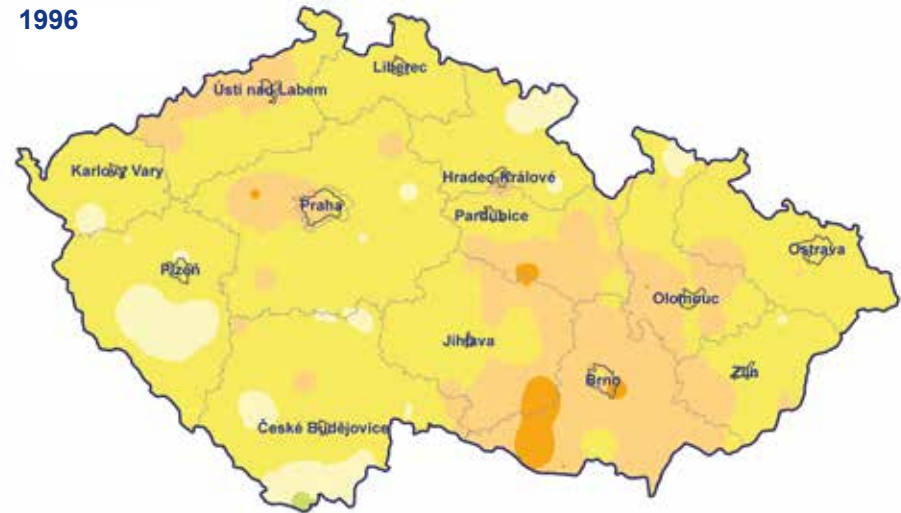 1996
Liberec
Ústí nad Labem
Karlovy Vary
Hradec Králové
Praha
Pardubice
Ostrava
Plzeň
Olomouc
Jihlava
Zlín
Brno
České Budějovice